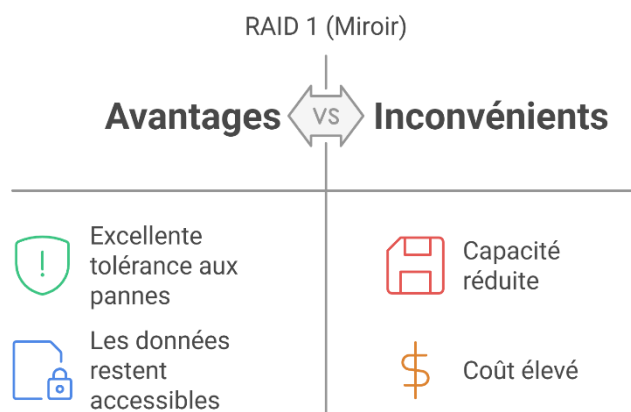 RAID 1 (Miroir)
Avantages VS Inconvénients
Excellente
tolérance aux
pannes
Capacité
réduite
Les données
restent
accessibles
Coût élevé